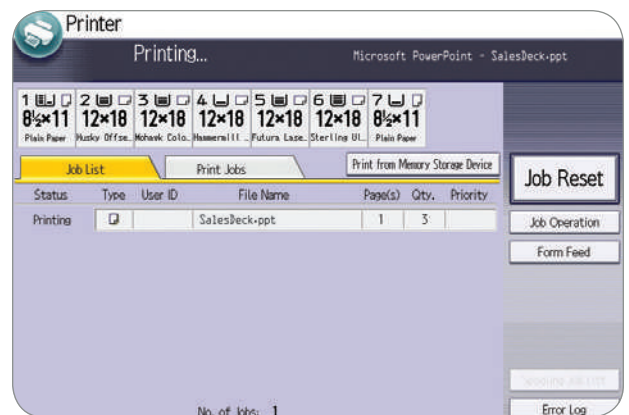 Printer
Printing... Microsoft PowerPoint - SalesDeck.ppt
1 2 3 4 5 6 7
8½×11 12×18 12×18 12×18 12×18 12×18 8½×11
Plain Paper Husky Offse.. Mohawk Colo.. Hammermill .. Futura Lase.. Sterling Ul.. Plain Paper
Job List Print Jobs Print from Memory Storage Device
Job Reset
Status Type User ID File Name Page(s) Qty. Priority
Printing SalesDeck.ppt 1 3
Job Operation
Form Feed
Spooling Job List
No. of Jobs: 1
Error Log